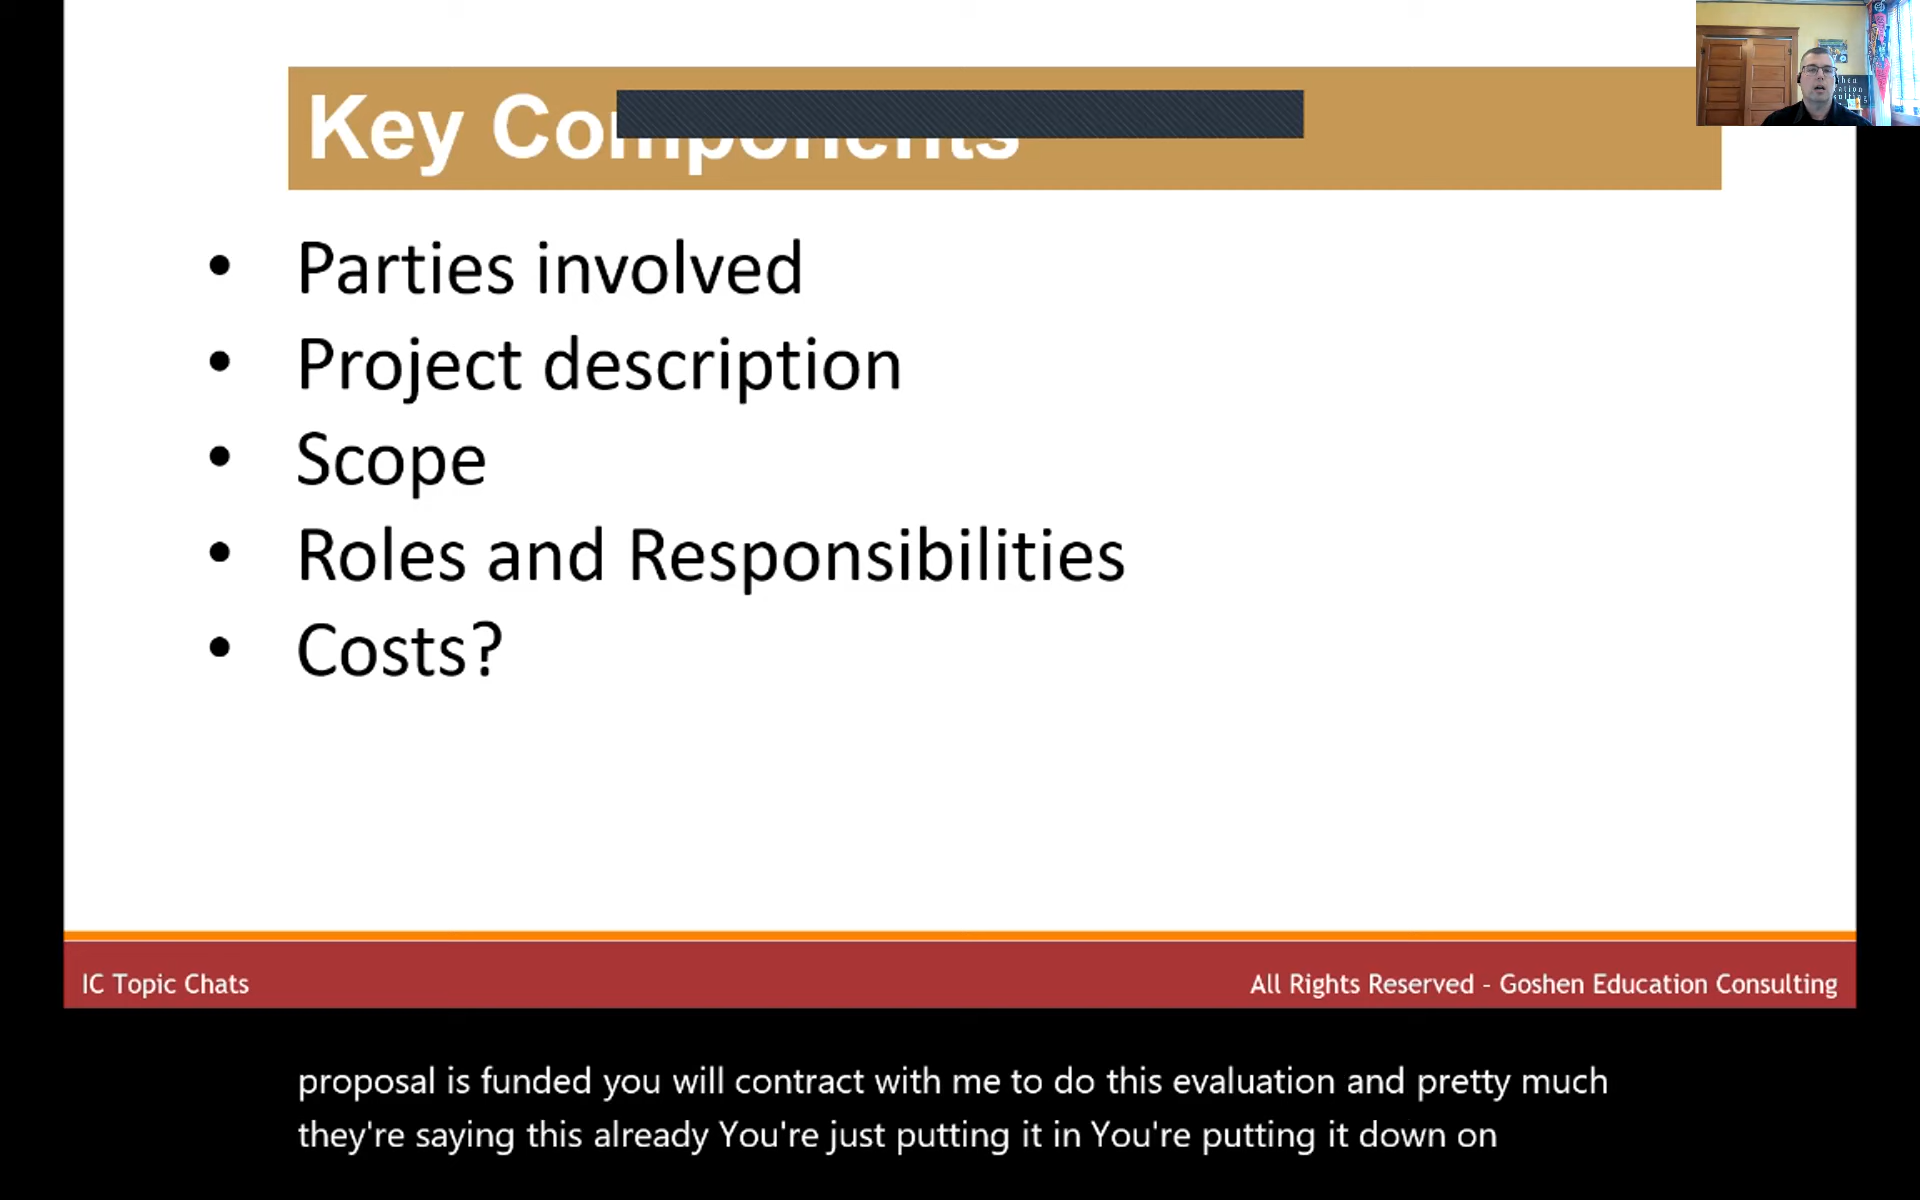 Key Components
• Parties involved
• Project description
• Scope
• Roles and Responsibilities
• Costs?
IC Topic Chats
All Rights Reserved - Goshen Education Consulting
proposal is funded you will contract with me to do this evaluation and pretty much
they're saying this already You're just putting it in You're putting it down on